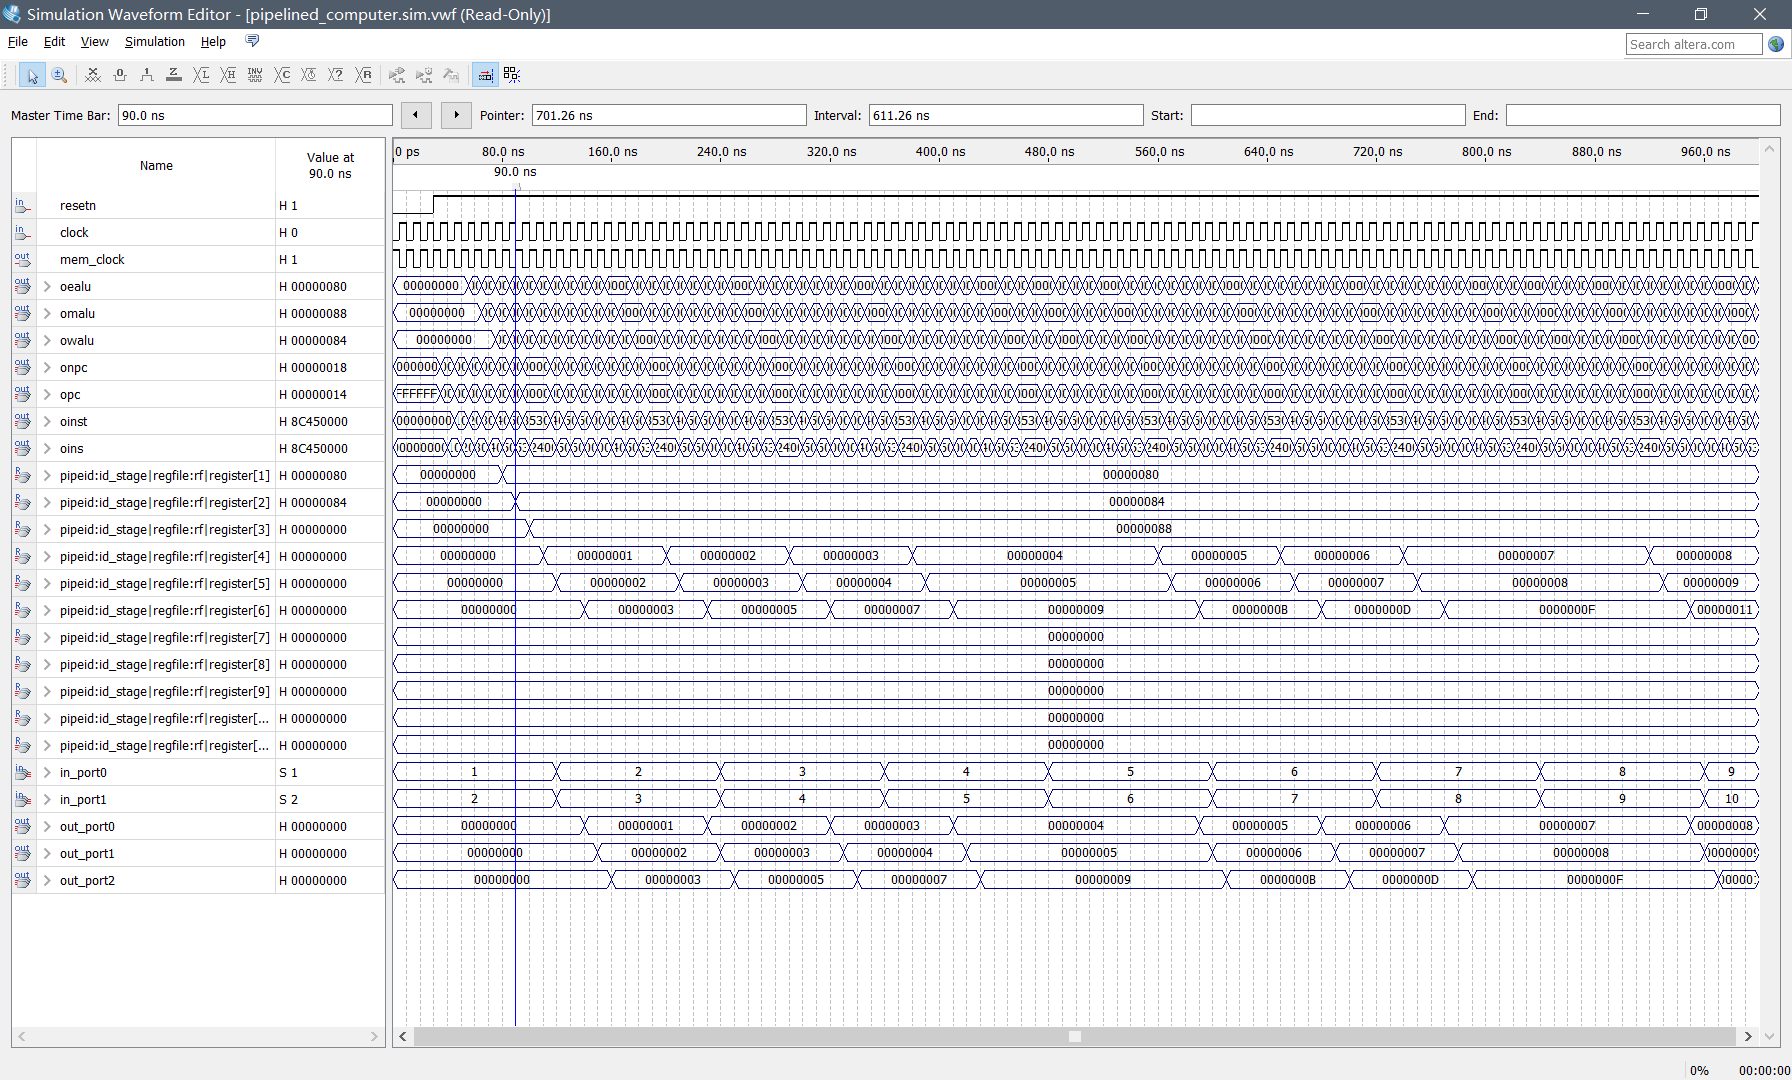 Simulation Waveform Editor - [pipelined_computer.sim.vwf (Read-Only)]
File Edit View Simulation Help
Search altera.com
Master Time Bar: 90.0 ns Pointer: 701.26 ns Interval: 611.26 ns Start: End:
Name Value at 90.0 ns
0 ps 80.0 ns 160.0 ns 240.0 ns 320.0 ns 400.0 ns 480.0 ns 560.0 ns 640.0 ns 720.0 ns 800.0 ns 880.0 ns 960.0 ns
90.0 ns
resetn H 1
clock H 0
mem_clock H 1
oealu H 00000080 00000000
omalu H 00000088 00000000
owalu H 00000084 00000000
onpc H 00000018
opc H 00000014
oinst H 8C450000
oins H 8C450000
pipeid:id_stage|regfile:rf|register[1] H 00000080 00000000 00000080
pipeid:id_stage|regfile:rf|register[2] H 00000084 00000000 00000084
pipeid:id_stage|regfile:rf|register[3] H 00000000 00000000 00000088
pipeid:id_stage|regfile:rf|register[4] H 00000000 00000000 00000001 00000002 00000003 00000004 00000005 00000006 00000007 00000008
pipeid:id_stage|regfile:rf|register[5] H 00000000 00000000 00000002 00000003 00000004 00000005 00000006 00000007 00000008 00000009
pipeid:id_stage|regfile:rf|register[6] H 00000000 00000000 00000003 00000005 00000007 00000009 0000000B 0000000D 0000000F 00000011
pipeid:id_stage|regfile:rf|register[7] H 00000000 00000000
pipeid:id_stage|regfile:rf|register[8] H 00000000 00000000
pipeid:id_stage|regfile:rf|register[9] H 00000000 00000000
pipeid:id_stage|regfile:rf|register[... H 00000000 00000000
pipeid:id_stage|regfile:rf|register[... H 00000000 00000000
in_port0 S 1 1 2 3 4 5 6 7 8 9
in_port1 S 2 2 3 4 5 6 7 8 9 10
out_port0 H 00000000 00000000 00000001 00000002 00000003 00000004 00000005 00000006 00000007 00000008
out_port1 H 00000000 00000000 00000002 00000003 00000004 00000005 00000006 00000007 00000008
out_port2 H 00000000 00000000 00000003 00000005 00000007 00000009 0000000B 0000000D 0000000F
0% 00:00:00